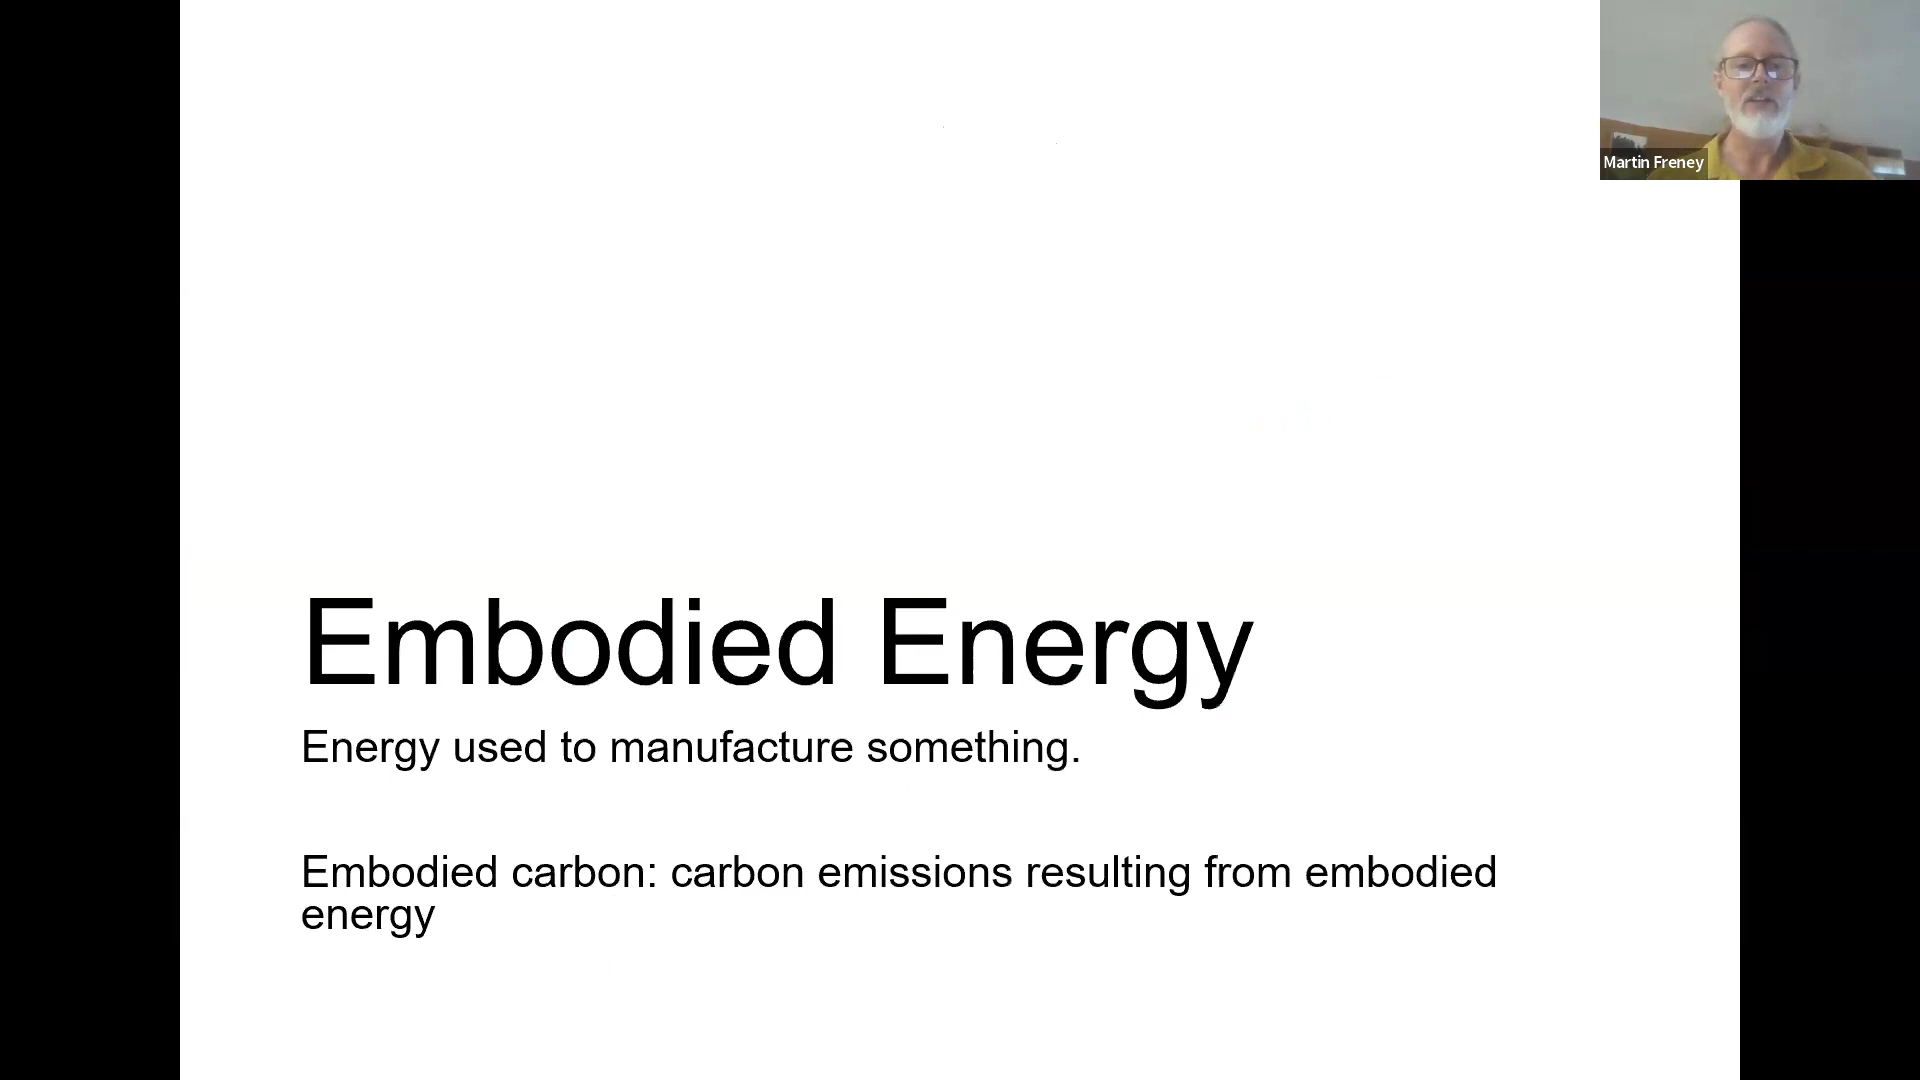 Martin Freney
Embodied Energy
Energy used to manufacture something.
Embodied carbon: carbon emissions resulting from embodied
energy